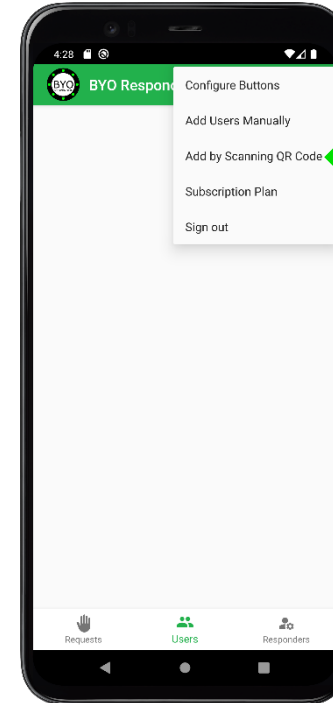 4:28
BYO
BYO Respon
Configure Buttons
Add Users Manually
Add by Scanning QR Code
Subscription Plan
Sign out
Requests
Users
Responders